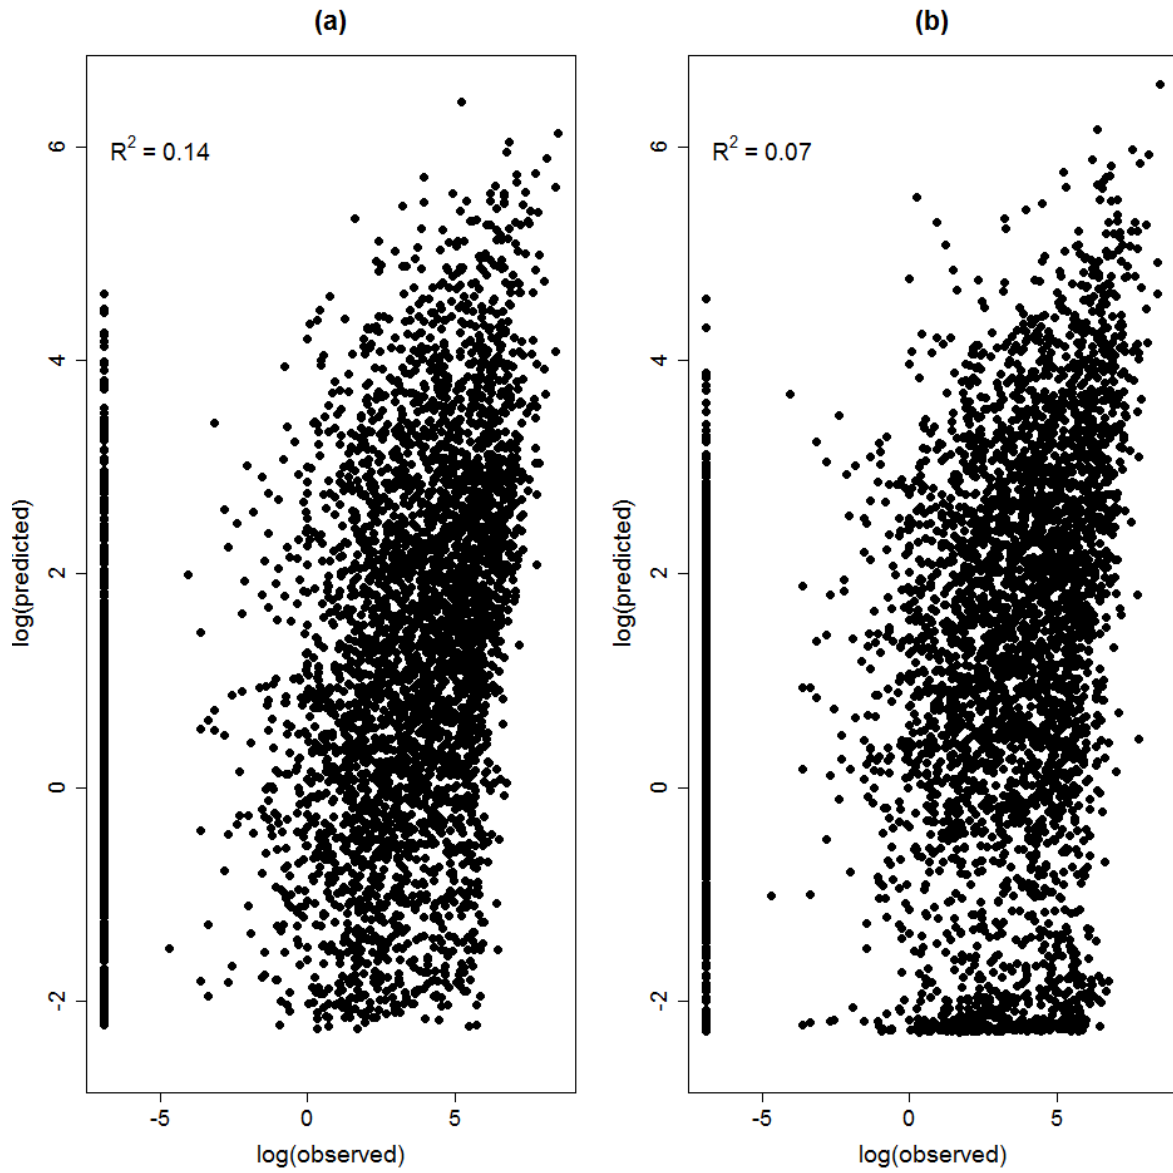 (a)
R² = 0.14
log(predicted)
6
4
2
0
-2
-5 0 5
log(observed)
(b)
R² = 0.07
log(predicted)
6
4
2
0
-2
-5 0 5
log(observed)